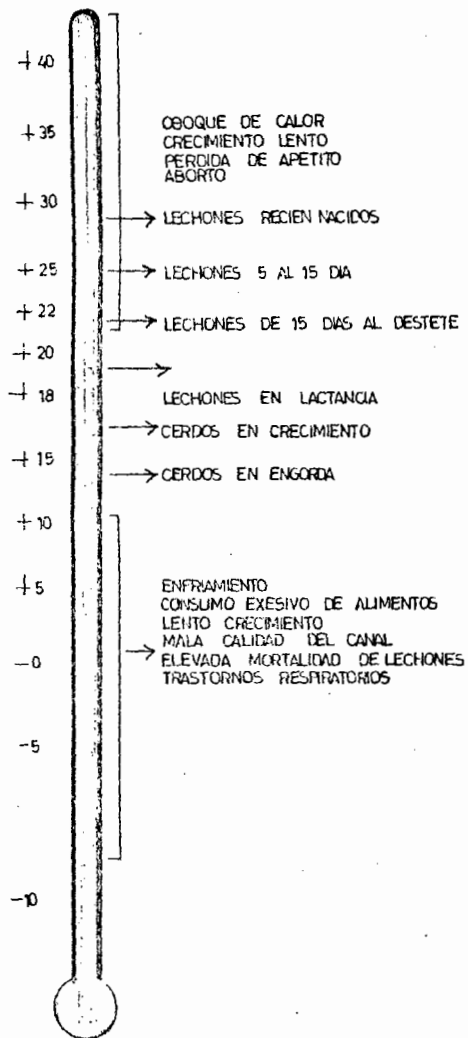 + 40
+ 35
OBOQUE DE CALOR
CRECIMIENTO LENTO
PERDIDA DE APETITO
ABORTO
+ 30
LECHONES RECIEN NACIDOS
+ 25
LECHONES 5 AL 15 DIA
+ 22
LECHONES DE 15 DIAS AL DESTETE
+ 20
+ 18
LECHONES EN LACTANCIA
CERDOS EN CRECIMIENTO
+ 15
CERDOS EN ENGORDA
+ 10
+ 5
ENFRIAMIENTO
CONSUMO EXESIVO DE ALIMENTOS
LENTO CRECIMIENTO
MALA CALIDAD DEL CANAL
-0
ELEVADA MORTALIDAD DE LECHONES
TRASTORNOS RESPIRATORIOS
-5
-10